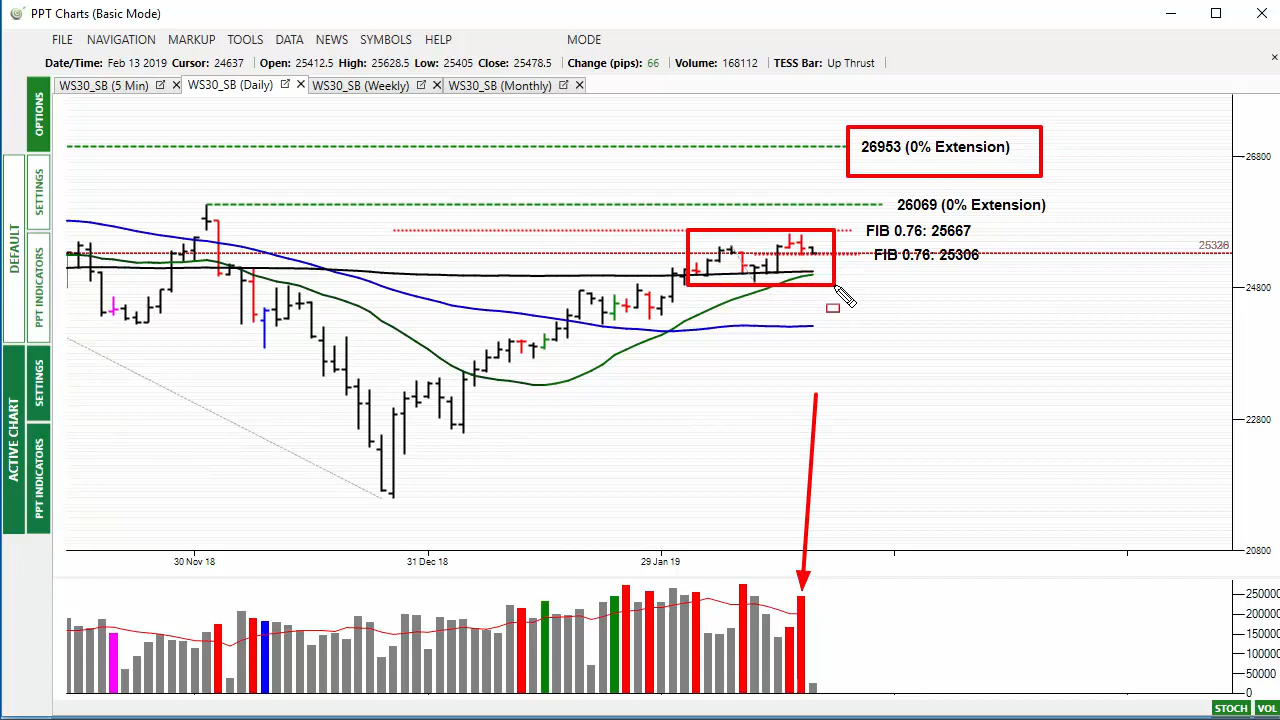 PPT Charts (Basic Mode)
FILE NAVIGATION MARKUP TOOLS DATA NEWS SYMBOLS HELP MODE
Date/Time: Feb 13 2019 Cursor: 24637 Open: 25412.5 High: 25628.5 Low: 25405 Close: 25478.5 Change (pips): 66 Volume: 168112 TESS Bar: Up Thrust
WS30_SB (5 Min) WS30_SB (Daily) WS30_SB (Weekly) WS30_SB (Monthly)
OPTIONS
SETTINGS
DEFAULT
PPT INDICATORS
SETTINGS
ACTIVE CHART
PPT INDICATORS
26953 (0% Extension)
26800
26069 (0% Extension)
FIB 0.76: 25667
FIB 0.76: 25306
24800
22800
20800
30 Nov 18 31 Dec 18 29 Jan 19
250000
200000
150000
100000
50000
0
STOCH VOL